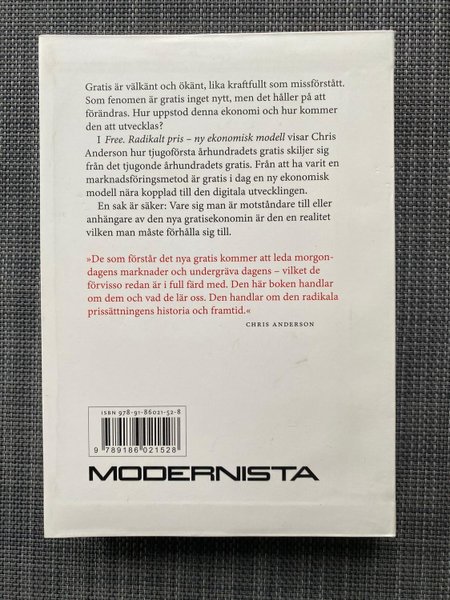 Gratis är välkänt och ökänt, lika kraftfullt som missförstått.
Som fenomen är gratis inget nytt, men det håller på att
förändras. Hur uppstod denna ekonomi och hur kommer
den att utvecklas?
I Free. Radikalt pris – ny ekonomisk modell visar Chris
Anderson hur tjugoförsta århundradets gratis skiljer sig
från det tjugonde århundradets gratis. Från att ha varit en
marknadsföringsmetod är gratis i dag en ny ekonomisk
modell nära kopplad till den digitala utvecklingen.
En sak är säker: Vare sig man är motståndare till eller
anhängare av den nya gratisekonomin är den en realitet
vilken man måste förhålla sig till.
»De som förstår det nya gratis kommer att leda morgon-
dagens marknader och undergräva dagens – vilket de
förvisso redan är i full färd med. Den här boken handlar
om dem och vad de lär oss. Den handlar om den radikala
prissättningens historia och framtid.«
CHRIS ANDERSON
ISBN 978-91-86021-52-8
9 789186 021528
MODERNISTA